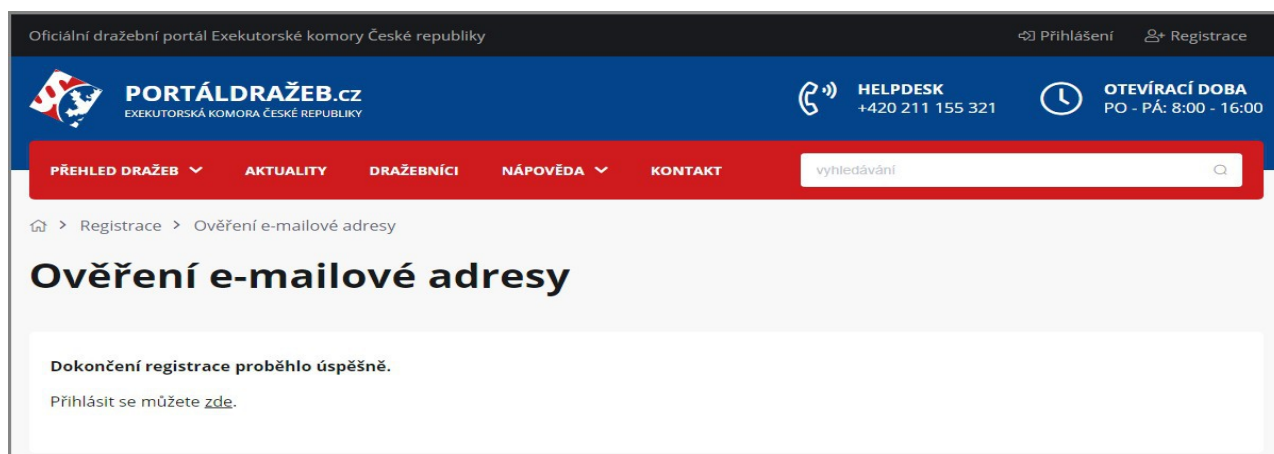 Oficiální dražební portál Exekutorské komory České republiky
Přihlášení Registrace
PORTÁLDRAŽEB.CZ
EXEKUTORSKÁ KOMORA ČESKÉ REPUBLIKY
HELPDESK
+420 211 155 321
OTEVÍRACÍ DOBA
PO - PÁ: 8:00 - 16:00
PŘEHLED DRAŽEB AKTUALITY DRAŽEBNÍCI NÁPOVĚDA KONTAKT vyhledávání
> Registrace > Ověření e-mailové adresy
Ověření e-mailové adresy
Dokončení registrace proběhlo úspěšně.
Přihlásit se můžete zde.